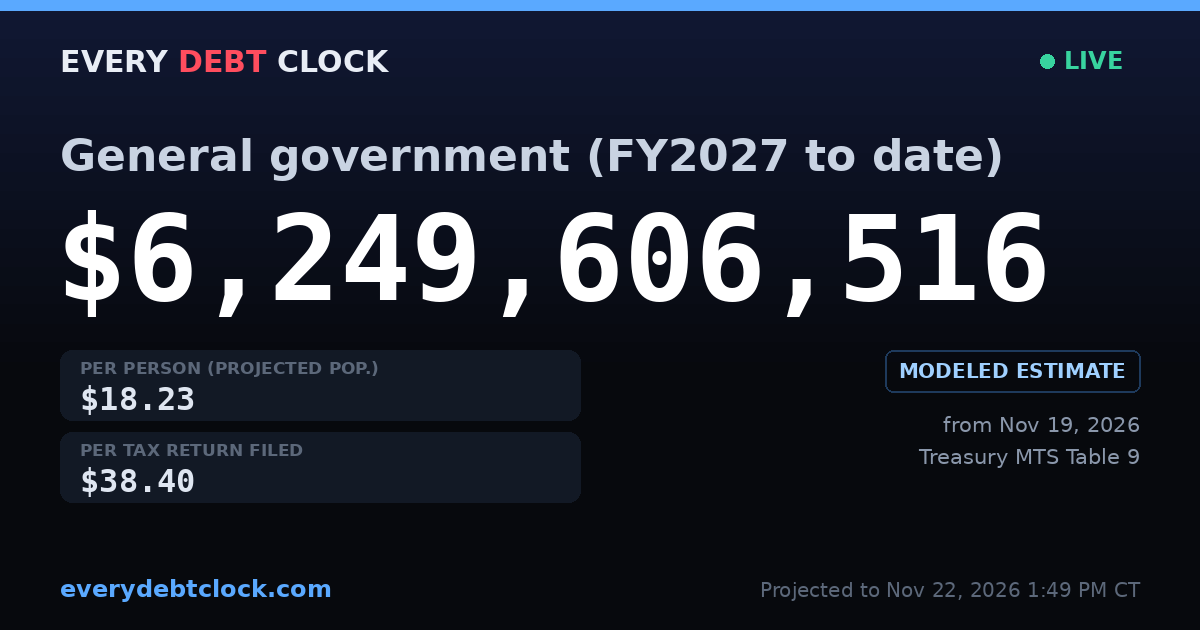 EVERY DEBT CLOCK
LIVE
General government (FY2027 to date)
$6,249,606,516
PER PERSON (PROJECTED POP.)
$18.23
PER TAX RETURN FILED
$38.40
MODELED ESTIMATE
from Nov 19, 2026
Treasury MTS Table 9
everydebtclock.com
Projected to Nov 22, 2026 1:49 PM CT